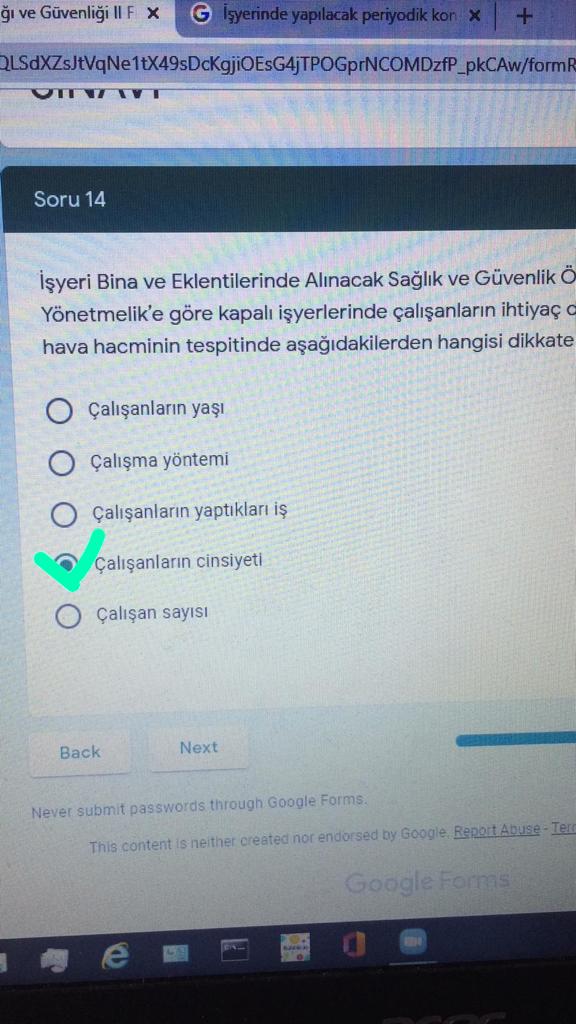 ğı ve Güvenliği II F
İşyerinde yapılacak periyodik kon
QLSdXZsJtVqNe1tX49sDcKgjiOEsG4jTPOGprNCOMDzfP_pkCAw/formR
SINAVI
Soru 14
İşyeri Bina ve Eklentilerinde Alınacak Sağlık ve Güvenlik Ö
Yönetmelik'e göre kapalı işyerlerinde çalışanların ihtiyaç d
hava hacminin tespitinde aşağıdakilerden hangisi dikkate
Çalışanların yaşı
Çalışma yöntemi
Çalışanların yaptıkları iş
Çalışanların cinsiyeti
Çalışan sayısı
Back
Next
Never submit passwords through Google Forms.
This content is neither created nor endorsed by Google. Report Abuse - Terr
Google Forms